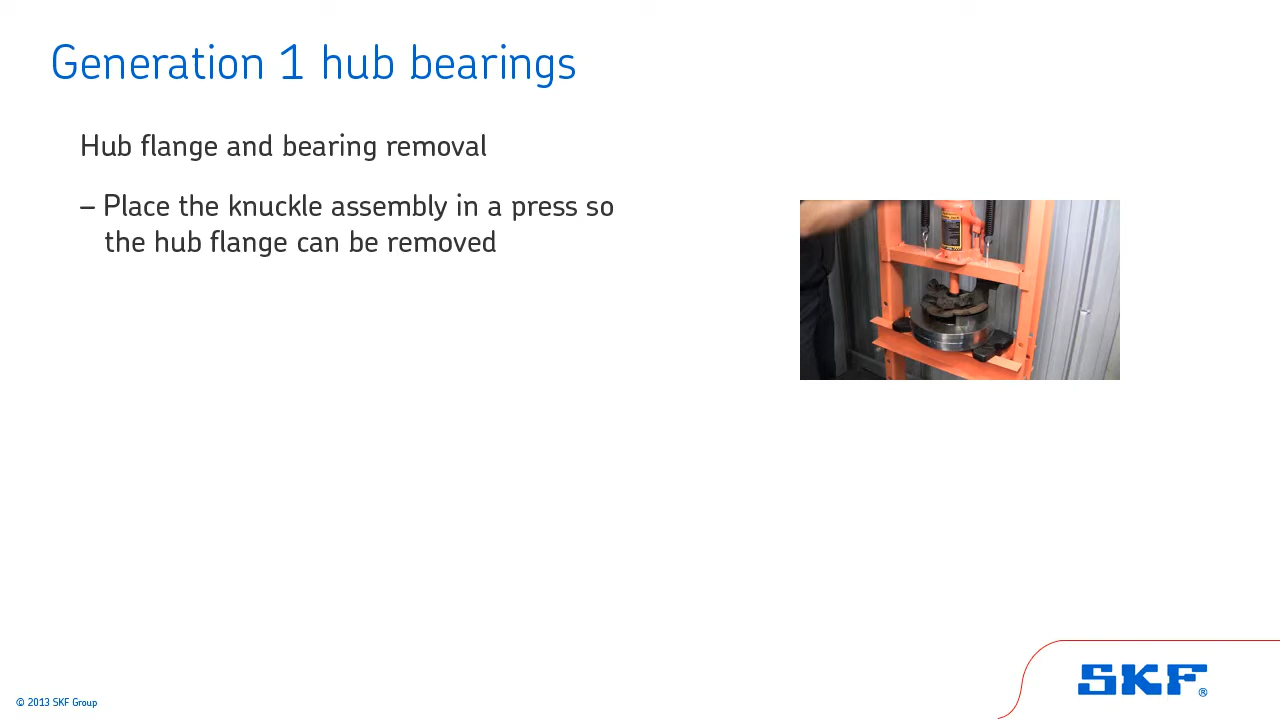 Generation 1 hub bearings
Hub flange and bearing removal
– Place the knuckle assembly in a press so
the hub flange can be removed
© 2013 SKF Group
SKF®